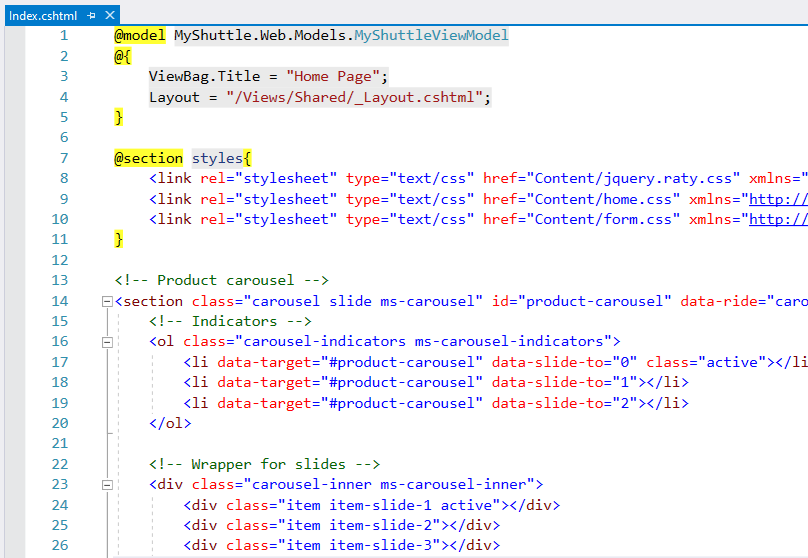 Index.cshtml
1 @model MyShuttle.Web.Models.MyShuttleViewModel
2 @{
3     ViewBag.Title = "Home Page";
4     Layout = "/Views/Shared/_Layout.cshtml";
5 }
6
7 @section styles{
8     <link rel="stylesheet" type="text/css" href="Content/jquery.raty.css" xmlns="
9     <link rel="stylesheet" type="text/css" href="Content/home.css" xmlns="http://
10     <link rel="stylesheet" type="text/css" href="Content/form.css" xmlns="http://
11 }
12
13 <!-- Product carousel -->
14 <section class="carousel slide ms-carousel" id="product-carousel" data-ride="caro
15     <!-- Indicators -->
16     <ol class="carousel-indicators ms-carousel-indicators">
17         <li data-target="#product-carousel" data-slide-to="0" class="active"></li
18         <li data-target="#product-carousel" data-slide-to="1"></li>
19         <li data-target="#product-carousel" data-slide-to="2"></li>
20     </ol>
21
22     <!-- Wrapper for slides -->
23     <div class="carousel-inner ms-carousel-inner">
24         <div class="item item-slide-1 active"></div>
25         <div class="item item-slide-2"></div>
26         <div class="item item-slide-3"></div>